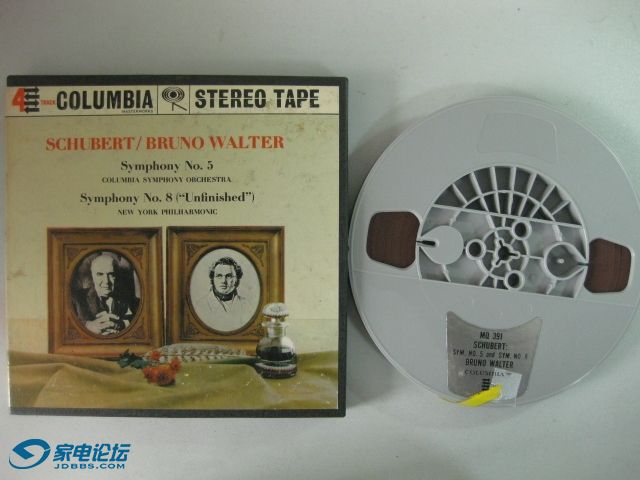 4 TRACK COLUMBIA STEREO TAPE
MASTERWORKS
SCHUBERT/BRUNO WALTER
Symphony No. 5
COLUMBIA SYMPHONY ORCHESTRA
Symphony No. 8 ("Unfinished")
NEW YORK PHILHARMONIC
MQ 391
SCHUBERT:
SYM. NO. 5 and SYM. NO. 8
BRUNO WALTER
COLUMBIA
家电论坛
JDBBS.COM